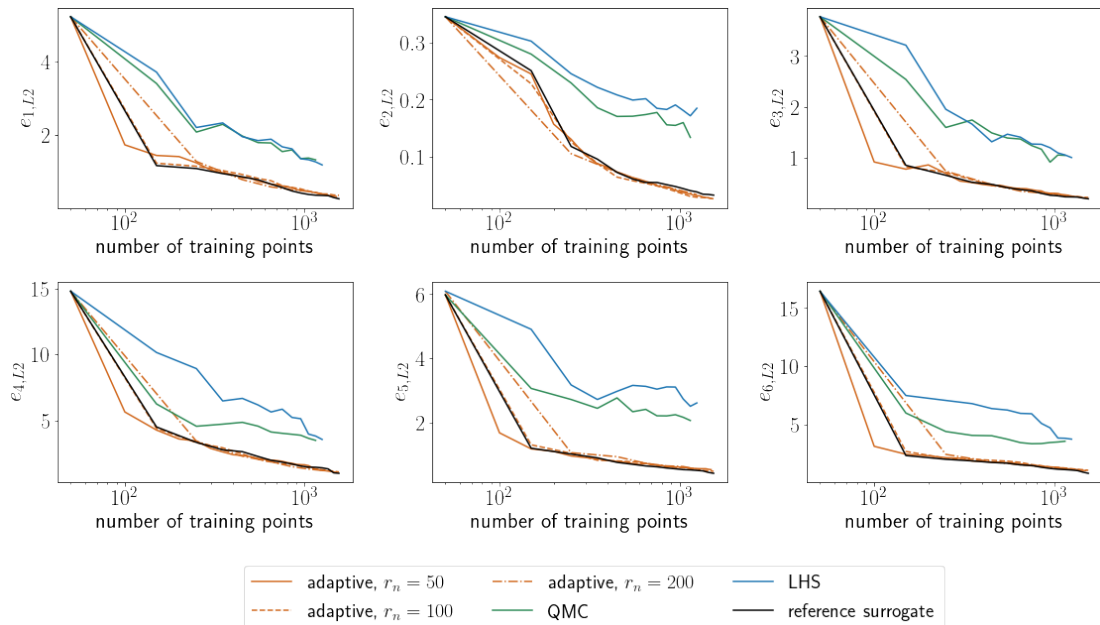 e_{1,L2}
4
2
10^2
10^3
number of training points
e_{2,L2}
0.3
0.2
0.1
10^2
10^3
number of training points
e_{3,L2}
3
2
1
10^2
10^3
number of training points
e_{4,L2}
15
10
5
10^2
10^3
number of training points
e_{5,L2}
6
4
2
10^2
10^3
number of training points
e_{6,L2}
15
10
5
10^2
10^3
number of training points
adaptive, r_n = 50
adaptive, r_n = 100
adaptive, r_n = 200
QMC
LHS
reference surrogate